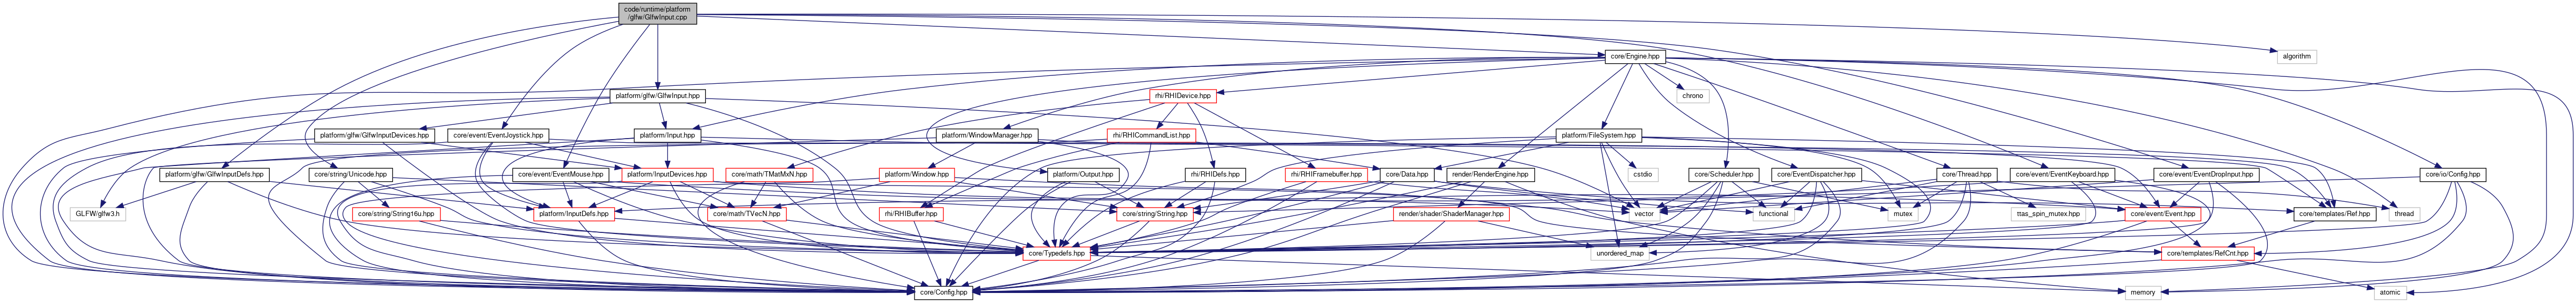 code/runtime/platform
/glfw/GlfwInput.cpp
core/Engine.hpp
algorithm
platform/glfw/GlfwInput.hpp
rhi/RHIDevice.hpp
chrono
platform/glfw/GlfwInputDevices.hpp
core/event/EventJoystick.hpp
platform/Input.hpp
platform/WindowManager.hpp
rhi/RHICommandList.hpp
platform/FileSystem.hpp
platform/glfw/GlfwInputDefs.hpp
core/string/Unicode.hpp
core/event/EventMouse.hpp
platform/InputDevices.hpp
core/math/TMatMxN.hpp
platform/Window.hpp
platform/Output.hpp
rhi/RHIDefs.hpp
rhi/RHIFramebuffer.hpp
core/Data.hpp
render/RenderEngine.hpp
cstdio
core/Scheduler.hpp
core/EventDispatcher.hpp
core/Thread.hpp
core/event/EventKeyboard.hpp
core/event/EventDropInput.hpp
core/io/Config.hpp
GLFW/glfw3.h
core/string/String16u.hpp
platform/InputDefs.hpp
core/math/TVecN.hpp
rhi/RHIBuffer.hpp
core/string/String.hpp
render/shader/ShaderManager.hpp
vector
functional
mutex
ttas_spin_mutex.hpp
core/event/Event.hpp
core/templates/Ref.hpp
thread
core/Typedefs.hpp
unordered_map
core/templates/RefCnt.hpp
core/Config.hpp
memory
atomic